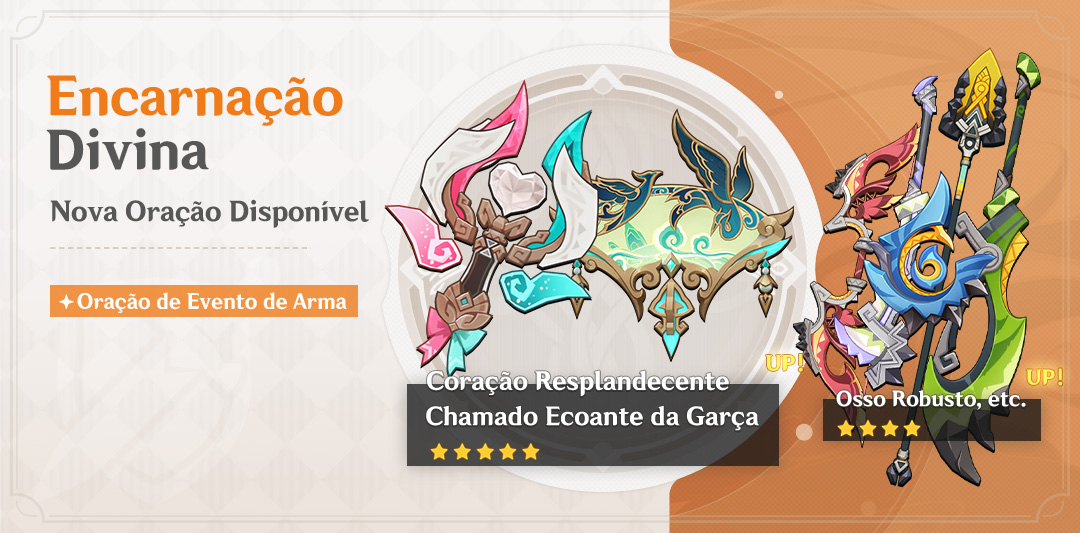 Encarnação
Divina
Nova Oração Disponível
Oração de Evento de Arma
UP!
Coração Resplandecente
Chamado Ecoante da Garça
UP!
Osso Robusto, etc.